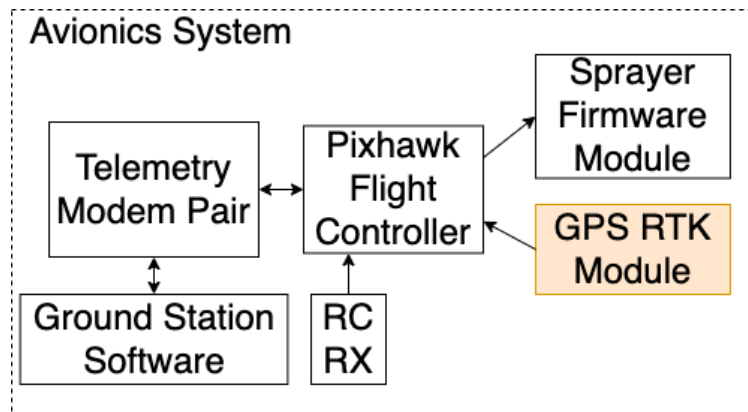 Avionics System
Sprayer
Firmware
Module
Telemetry
Modem Pair
Pixhawk
Flight
Controller
GPS RTK
Module
Ground Station
Software
RC
RX